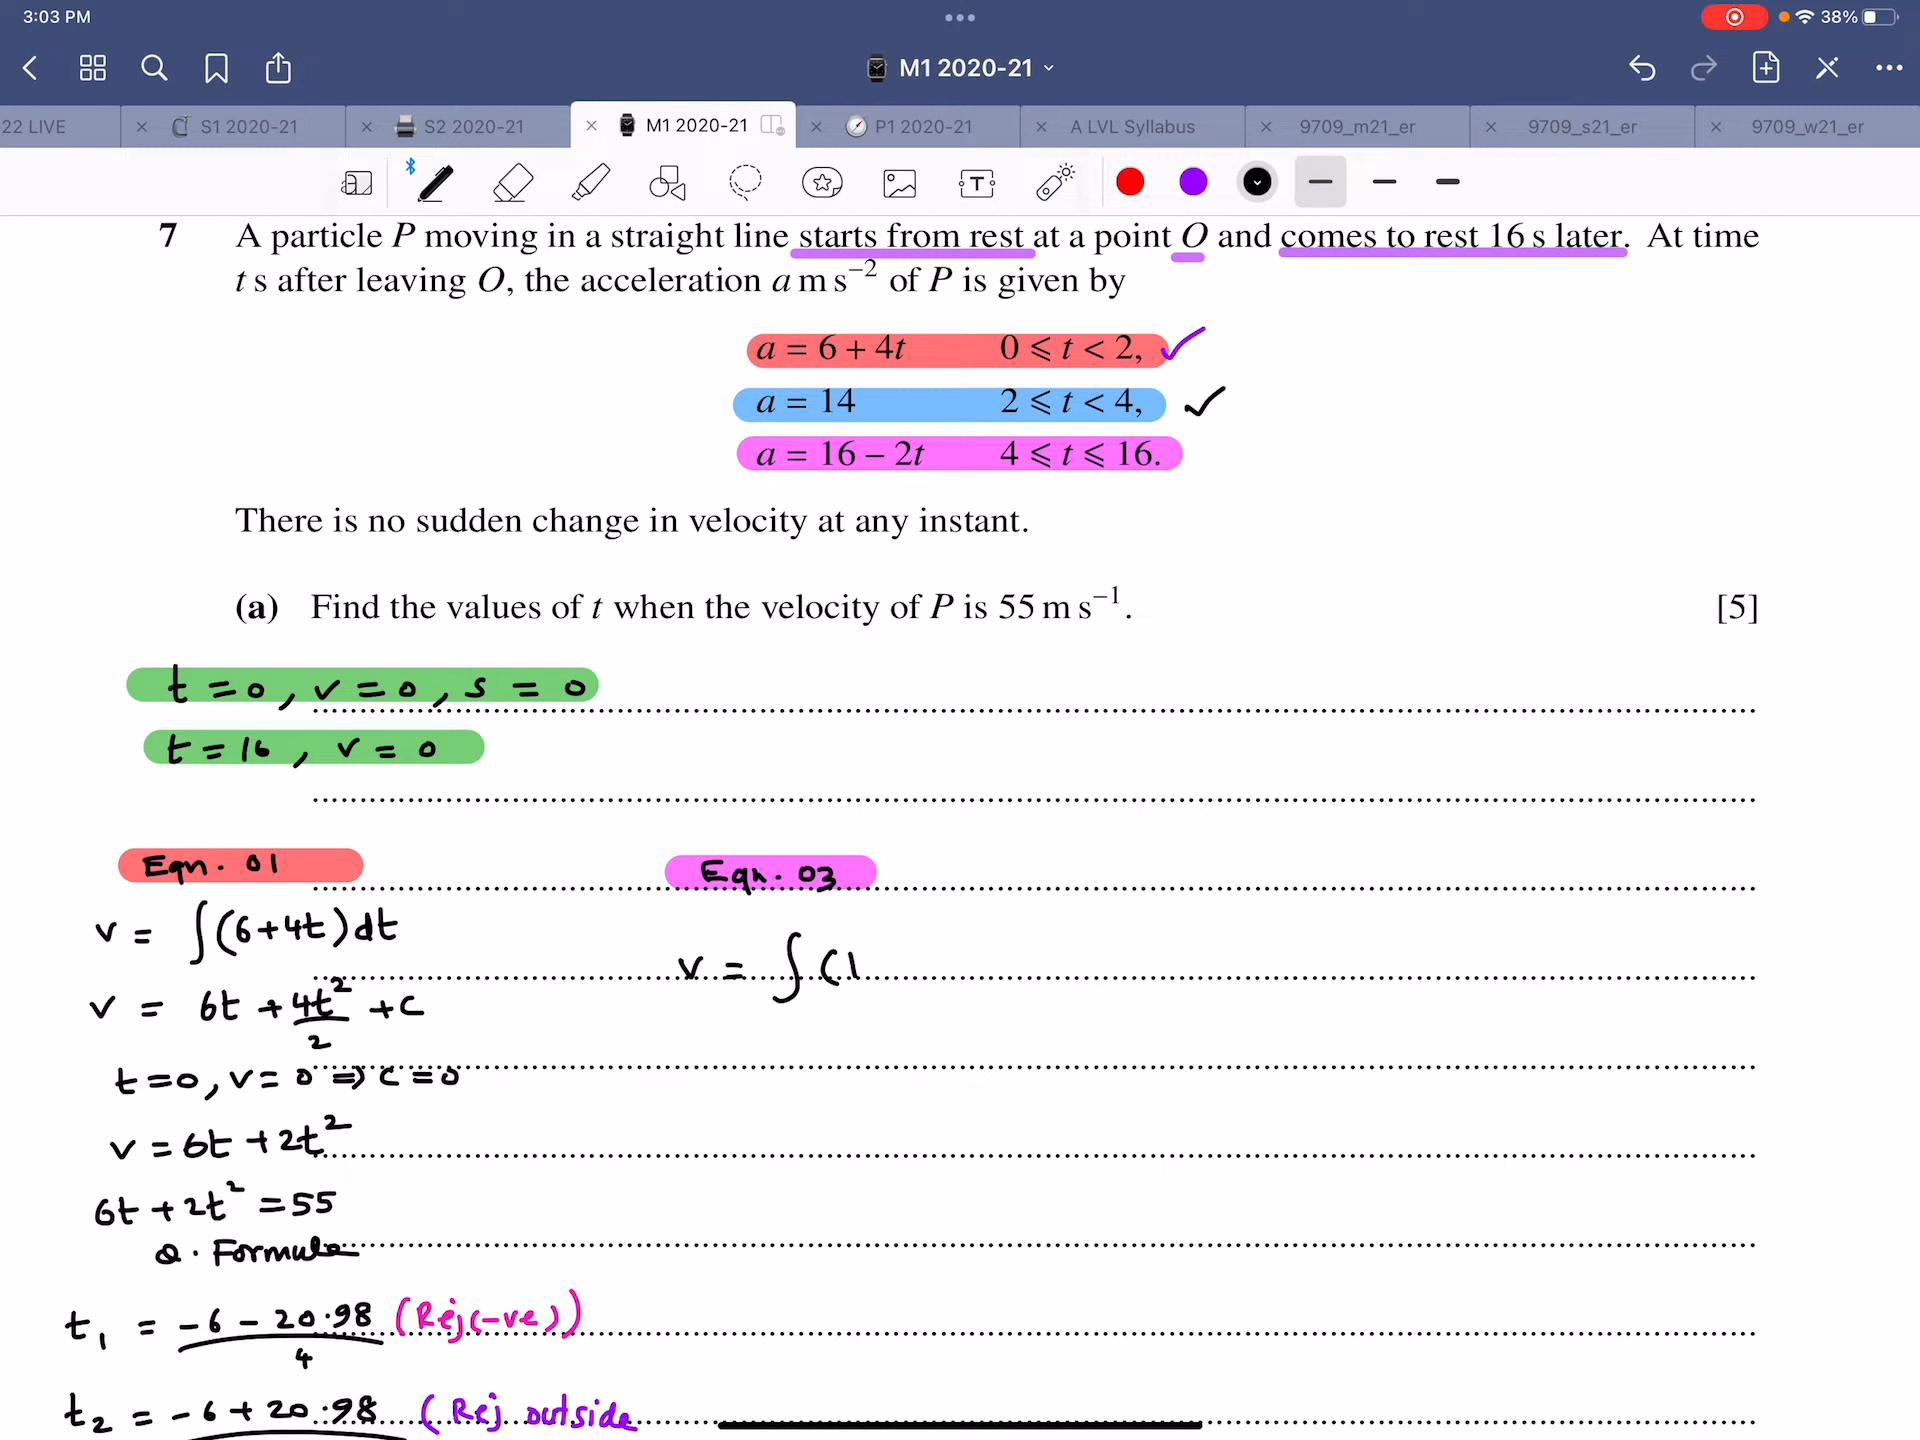 3:03 PM
38%
M1 2020-21
22 LIVE
S1 2020-21
S2 2020-21
M1 2020-21
P1 2020-21
A LVL Syllabus
9709_m21_er
9709_s21_er
9709_w21_er
7 A particle P moving in a straight line starts from rest at a point O and comes to rest 16 s later. At time
t s after leaving O, the acceleration a m s⁻² of P is given by
a = 6 + 4t 0 ⩽ t < 2,
a = 14 2 ⩽ t < 4,
a = 16 – 2t 4 ⩽ t ⩽ 16.
There is no sudden change in velocity at any instant.
(a) Find the values of t when the velocity of P is 55 m s⁻¹. [5]
t = 0, v = 0, s = 0
t = 16, v = 0
Eqn. 01
Eqn. 03
v = ∫(6+4t)dt
v = ∫(1
v = 6t + 4t²/2 + c
t=0, v=0 ⇒ c=0
v = 6t + 2t²
6t + 2t² = 55
Q. Formula
t₁ = -6 - 20.98 / 4 (Rej(-ve))
t₂ = -6 + 20.98 (Rej outside